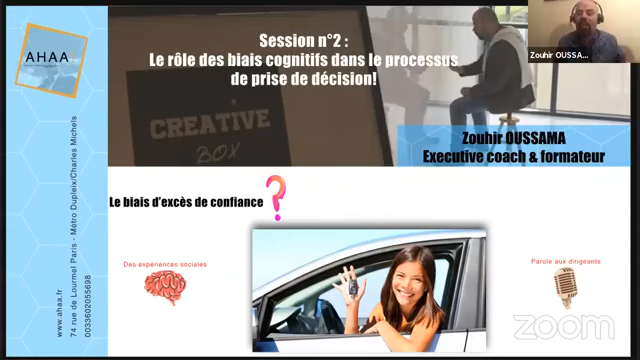 AHAA
Session n°2 :
Le rôle des biais cognitifs dans le processus
de prise de décision!
Zouhir OUSSA...
CREATIVE
BOX
Zouhir OUSSAMA
Executive coach & formateur
Le biais d'excès de confiance ?
Des expériences sociales
Parole aux dirigeants
www.ahaa.fr
74 rue de Lourmel Paris - Métro Dupleix/Charles Michels
0033602055698
zoom